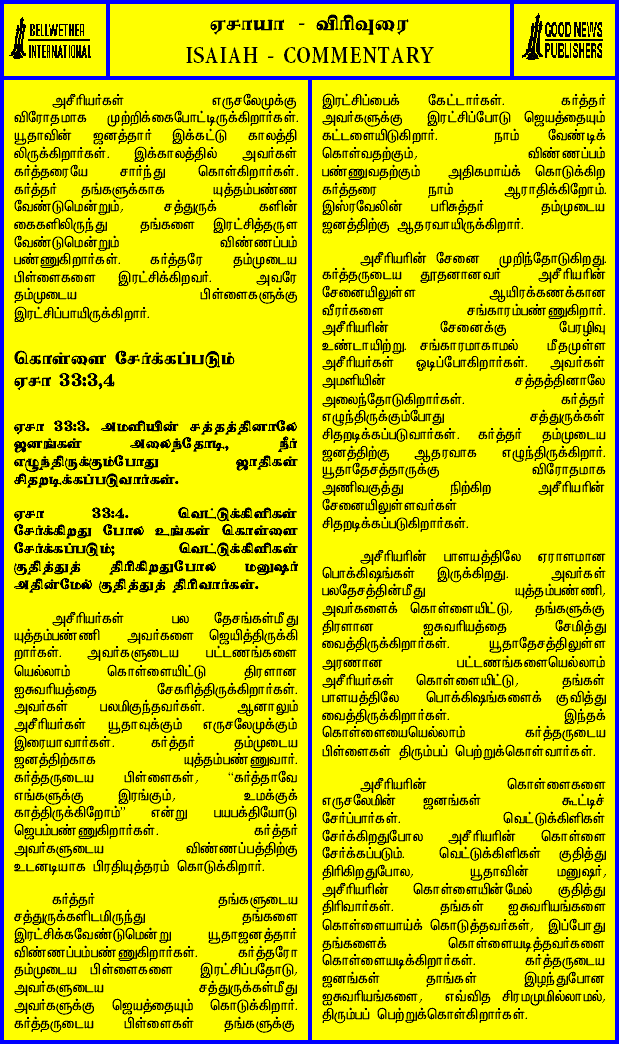 BELLWETHER
INTERNATIONAL
ஏசாயா - விரிவுரை
ISAIAH - COMMENTARY
GOOD NEWS
PUBLISHERS
அசீரியர்கள் எருசலேமுக்கு
விரோதமாக முற்றிக்கைபோட்டிருக்கிறார்கள்.
யூதாவின் ஜனத்தார் இக்கட்டு காலத்தி
லிருக்கிறார்கள். இக்காலத்தில் அவர்கள்
கர்த்தரையே சார்ந்து கொள்கிறார்கள்.
கர்த்தர் தங்களுக்காக யுத்தம்பண்ண
வேண்டுமென்றும், சத்துருக் களின்
கைகளிலிருந்து தங்களை இரட்சித்தருள
வேண்டுமென்றும் விண்ணப்பம்
பண்ணுகிறார்கள். கர்த்தரே தம்முடைய
பிள்ளைகளை இரட்சிக்கிறவர். அவரே
தம்முடைய பிள்ளைகளுக்கு
இரட்சிப்பாயிருக்கிறார்.
கொள்ளை சேர்க்கப்படும்
ஏசா 33:3,4
ஏசா 33:3. அமளியின் சத்தத்தினாலே
ஜனங்கள் அலைந்தோடி, நீர்
எழுந்திருக்கும்போது ஜாதிகள்
சிதறடிக்கப்படுவார்கள்.
ஏசா 33:4. வெட்டுக்கிளிகள்
சேர்க்கிறது போல உங்கள் கொள்ளை
சேர்க்கப்படும்; வெட்டுக்கிளிகள்
குதித்துத் திரிகிறதுபோல் மனுஷர்
அதின்மேல் குதித்துத் திரிவார்கள்.
அசீரியர்கள் பல தேசங்கள்மீது
யுத்தம்பண்ணி அவர்களை ஜெயித்திருக்கி
றார்கள். அவர்களுடைய பட்டணங்களை
யெல்லாம் கொள்ளையிட்டு திரளான
ஐசுவரியத்தை சேகரித்திருக்கிறார்கள்.
அவர்கள் பலமிகுந்தவர்கள். ஆனாலும்
அசீரியர்கள் யூதாவுக்கும் எருசலேமுக்கும்
இரையாவார்கள். கர்த்தர் தம்முடைய
ஜனத்திற்காக யுத்தம்பண்ணுவார்.
கர்த்தருடைய பிள்ளைகள், “கர்த்தாவே
எங்களுக்கு இரங்கும், உமக்குக்
காத்திருக்கிறோம்” என்று பயபக்தியோடு
ஜெபம்பண்ணுகிறார்கள். கர்த்தர்
அவர்களுடைய விண்ணப்பத்திற்கு
உடனடியாக பிரதியுத்தரம் கொடுக்கிறார்.
கர்த்தர் தங்களுடைய
சத்துருக்களிடமிருந்து தங்களை
இரட்சிக்கவேண்டுமென்று யூதாஜனத்தார்
விண்ணப்பம்பண்ணுகிறார்கள். கர்த்தரோ
தம்முடைய பிள்ளைகளை இரட்சிப்பதோடு,
அவர்களுடைய சத்துருக்கள்மீது
அவர்களுக்கு ஜெயத்தையும் கொடுக்கிறார்.
கர்த்தருடைய பிள்ளைகள் தங்களுக்கு
இரட்சிப்பைக் கேட்டார்கள். கர்த்தர்
அவர்களுக்கு இரட்சிப்போடு ஜெயத்தையும்
கட்டளையிடுகிறார். நாம் வேண்டிக்
கொள்வதற்கும், விண்ணப்பம்
பண்ணுவதற்கும் அதிகமாய்க் கொடுக்கிற
கர்த்தரை நாம் ஆராதிக்கிறோம்.
இஸ்ரவேலின் பரிசுத்தர் தம்முடைய
ஜனத்திற்கு ஆதரவாயிருக்கிறார்.
அசீரியரின் சேனை முறிந்தோடுகிறது.
கர்த்தருடைய தூதனானவர் அசீரியரின்
சேனையிலுள்ள ஆயிரக்கணக்கான
வீரர்களை சங்காரம்பண்ணுகிறார்.
அசீரியரின் சேனைக்கு பேரழிவு
உண்டாயிற்று. சங்காரமாகாமல் மீதமுள்ள
அசீரியர்கள் ஓடிப்போகிறார்கள். அவர்கள்
அமளியின் சத்தத்தினாலே
அலைந்தோடுகிறார்கள். கர்த்தர்
எழுந்திருக்கும்போது சத்துருக்கள்
சிதறடிக்கப்படுவார்கள். கர்த்தர் தம்முடைய
ஜனத்திற்கு ஆதரவாக எழுந்திருக்கிறார்.
யூதாதேசத்தாருக்கு விரோதமாக
அணிவகுத்து நிற்கிற அசீரியரின்
சேனையிலுள்ளவர்கள்
சிதறடிக்கப்படுகிறார்கள்.
அசீரியரின் பாளயத்திலே ஏராளமான
பொக்கிஷங்கள் இருக்கிறது. அவர்கள்
பலதேசத்தின்மீது யுத்தம்பண்ணி,
அவர்களைக் கொள்ளையிட்டு, தங்களுக்கு
திரளான ஐசுவரியத்தை சேமித்து
வைத்திருக்கிறார்கள். யூதாதேசத்திலுள்ள
அரணான பட்டணங்களையெல்லாம்
அசீரியர்கள் கொள்ளையிட்டு, தங்கள்
பாளயத்திலே பொக்கிஷங்களைக் குவித்து
வைத்திருக்கிறார்கள். இந்தக்
கொள்ளையையெல்லாம் கர்த்தருடைய
பிள்ளைகள் திரும்பப் பெற்றுக்கொள்வார்கள்.
அசீரியரின் கொள்ளைகளை
எருசலேமின் ஜனங்கள் கூட்டிச்
சேர்ப்பார்கள். வெட்டுக்கிளிகள்
சேர்க்கிறதுபோல அசீரியரின் கொள்ளை
சேர்க்கப்படும். வெட்டுக்கிளிகள் குதித்து
திரிகிறதுபோல, யூதாவின் மனுஷர்,
அசீரியரின் கொள்ளையின்மேல் குதித்து
திரிவார்கள். தங்கள் ஐசுவரியங்களை
கொள்ளையாய்க் கொடுத்தவர்கள், இப்போது
தங்களைக் கொள்ளையடித்தவர்களை
கொள்ளையடிக்கிறார்கள். கர்த்தருடைய
ஜனங்கள் தாங்கள் இழந்துபோன
ஐசுவரியங்களை, எவ்வித சிரமமுமில்லாமல்,
திரும்பப் பெற்றுக்கொள்கிறார்கள்.